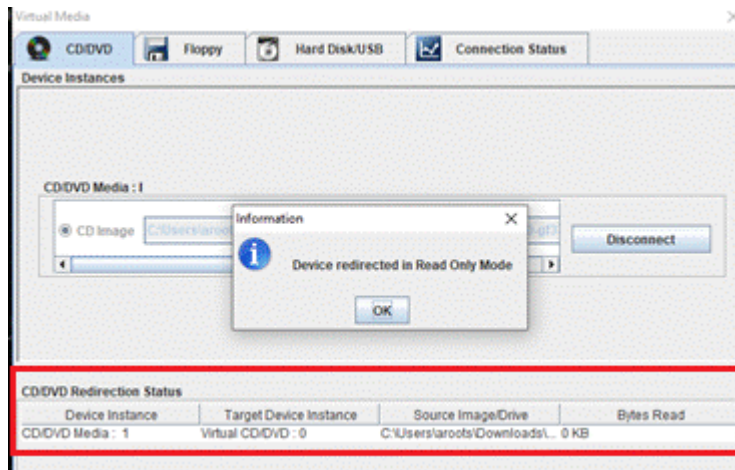 Virtual Media
CD/DVD Floppy Hard Disk/USB Connection Status
Device Instances
CD/DVD Media : I
CD Image C:\Users\aroot
Information
Device redirected in Read Only Mode
OK
Disconnect
CD/DVD Redirection Status
Device Instance Target Device Instance Source Image/Drive Bytes Read
CD/DVD Media : 1 Virtual CD/DVD : 0 C:\Users\aroots\Downloads\... 0 KB